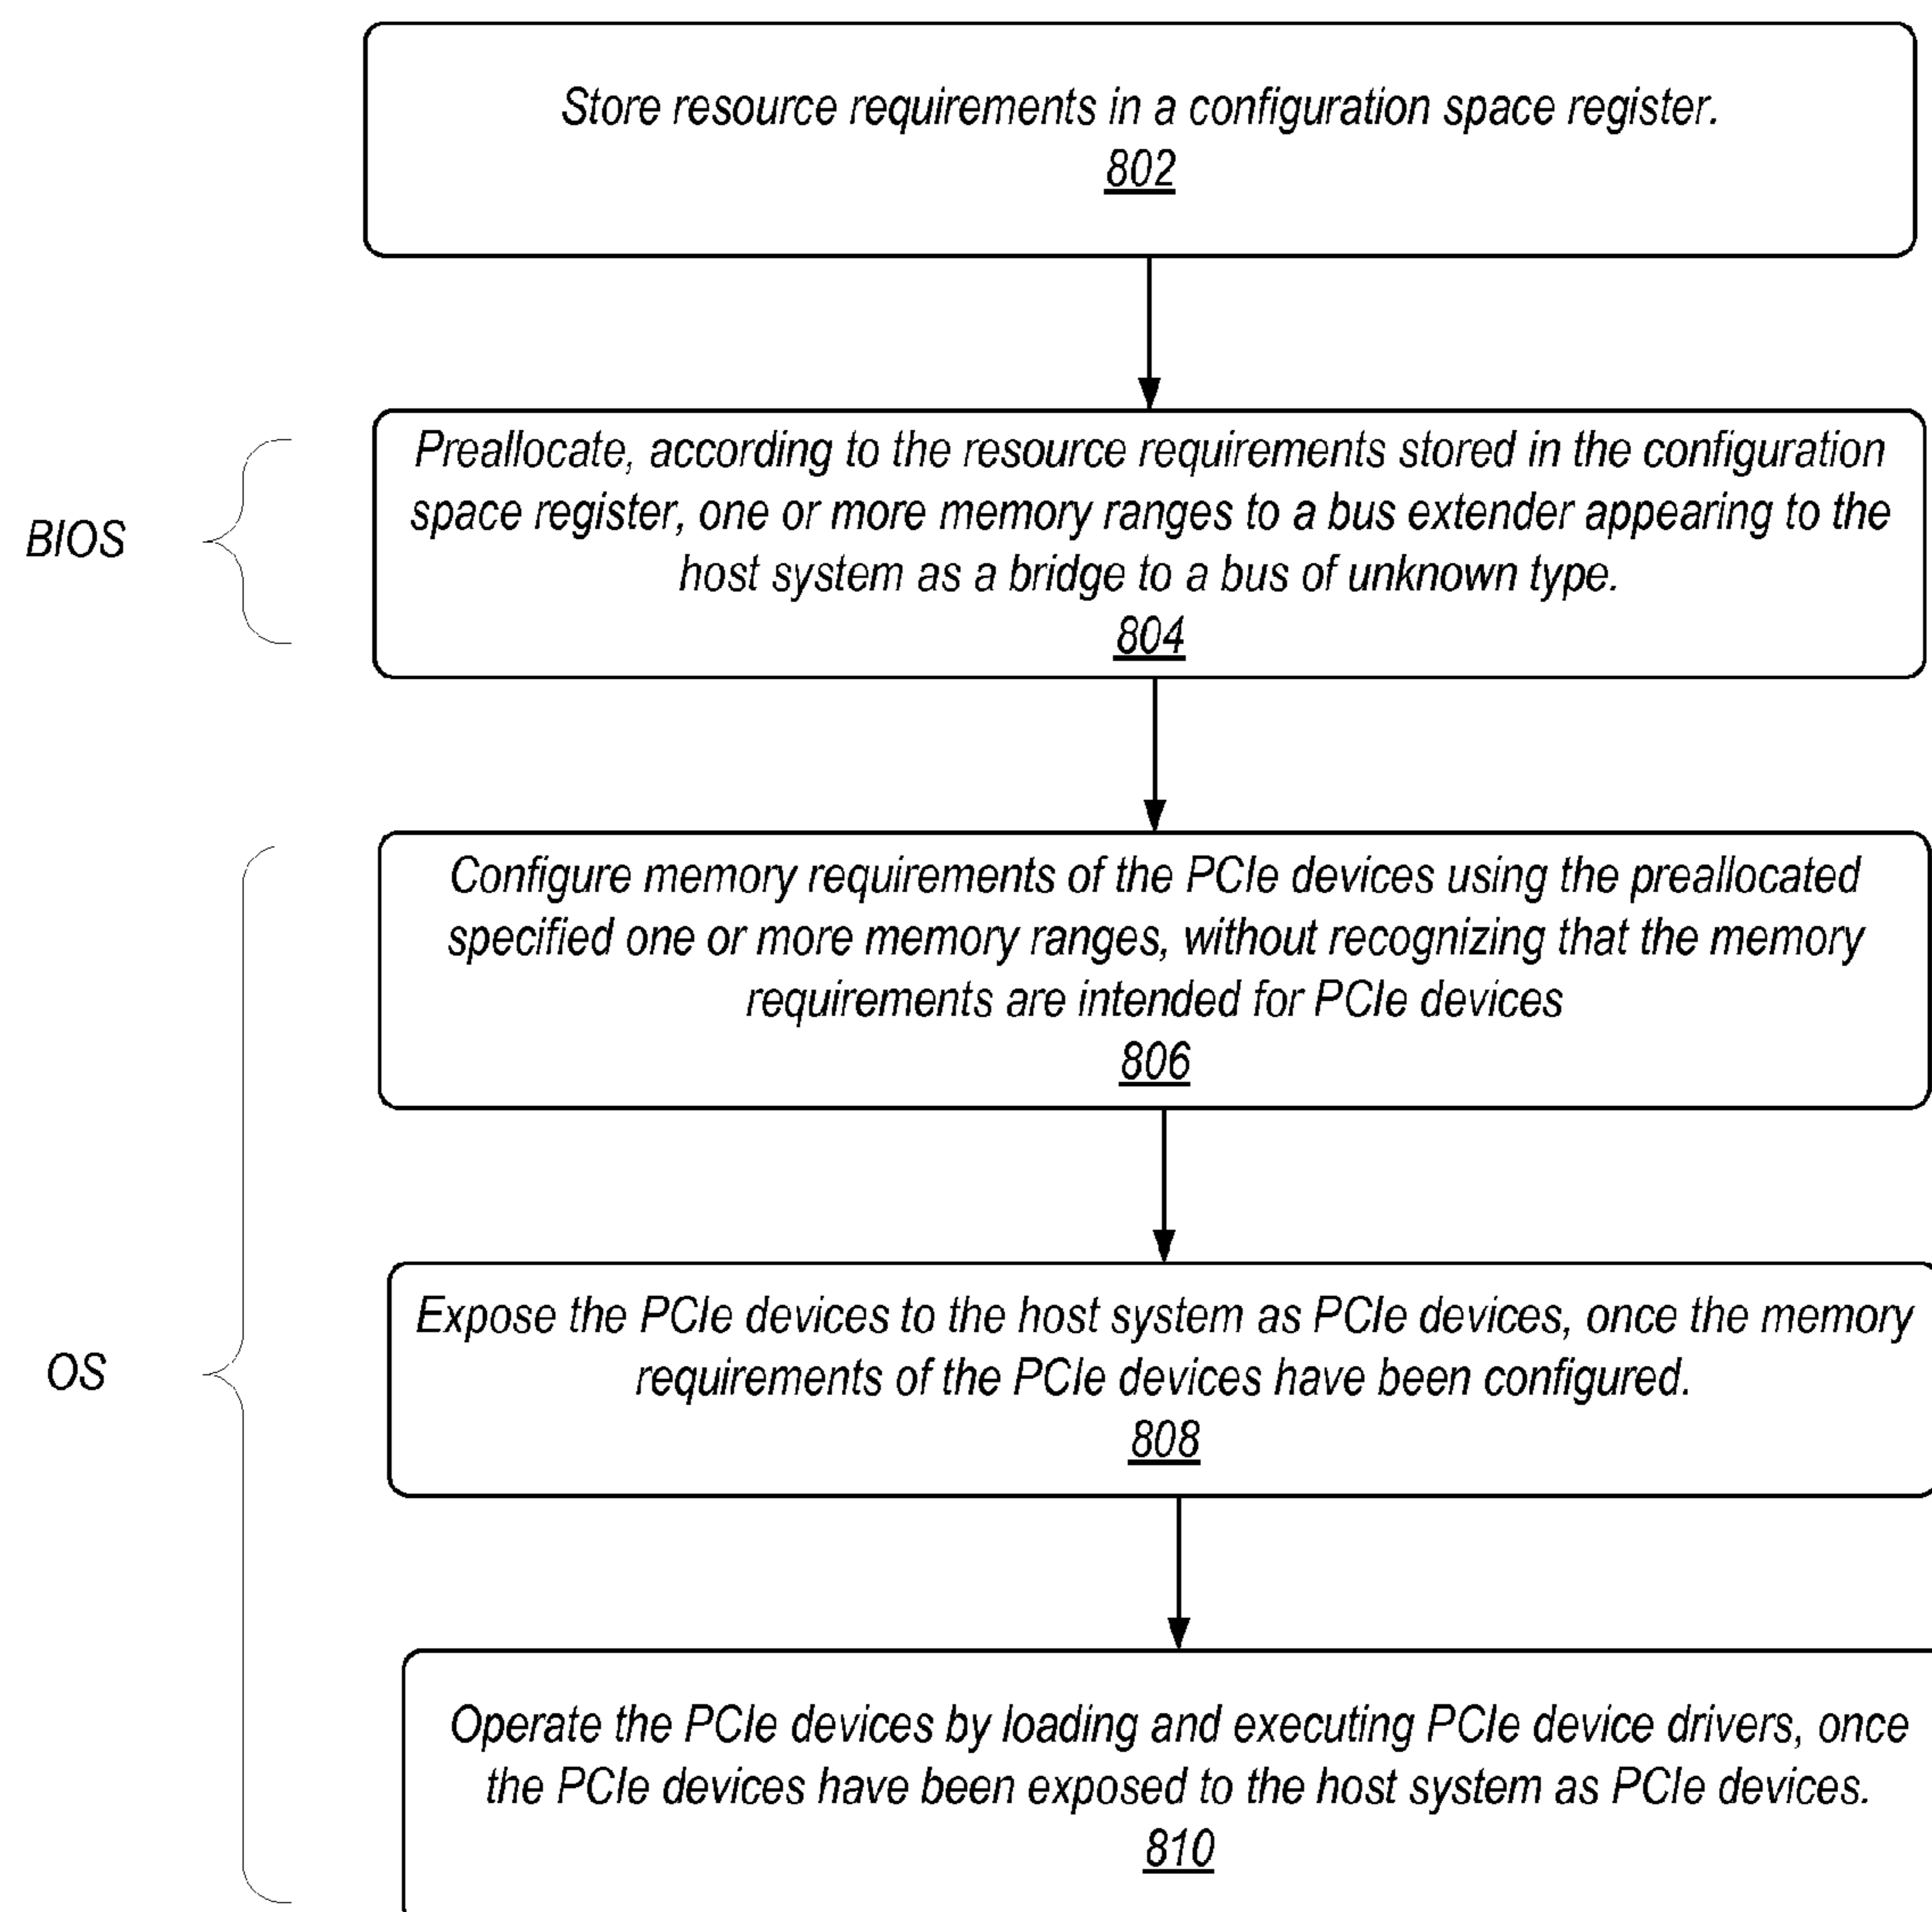 Store resource requirements in a configuration space register.
802
BIOS
Preallocate, according to the resource requirements stored in the configuration
space register, one or more memory ranges to a bus extender appearing to the
host system as a bridge to a bus of unknown type.
804
OS
Configure memory requirements of the PCIe devices using the preallocated
specified one or more memory ranges, without recognizing that the memory
requirements are intended for PCIe devices
806
Expose the PCIe devices to the host system as PCIe devices, once the memory
requirements of the PCIe devices have been configured.
808
Operate the PCIe devices by loading and executing PCIe device drivers, once
the PCIe devices have been exposed to the host system as PCIe devices.
810